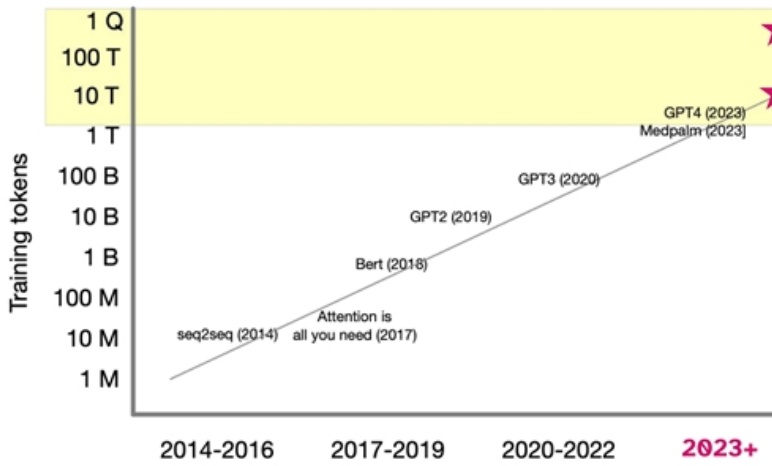 1 Q
100 T
10 T
1 T
100 B
10 B
1 B
100 M
10 M
1 M
Training tokens
GPT4 (2023)
Medpalm (2023]
GPT3 (2020)
GPT2 (2019)
Bert (2018)
Attention is
all you need (2017)
seq2seq (2014)
2014-2016
2017-2019
2020-2022
2023+